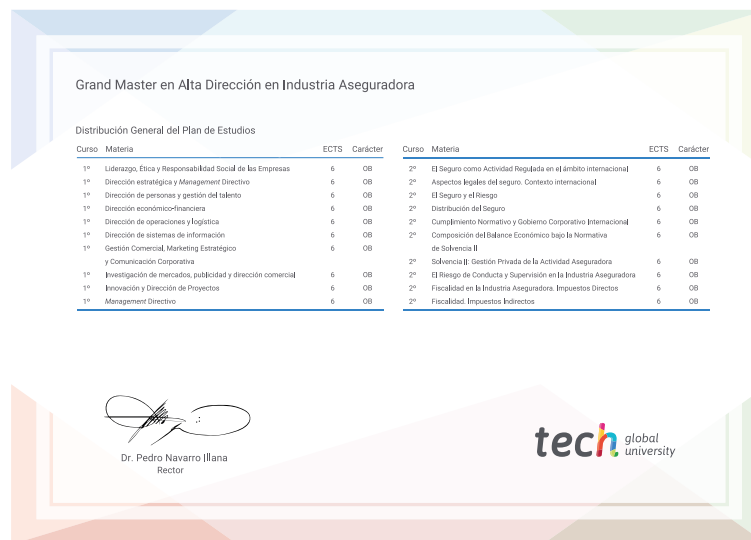 Grand Master en Alta Dirección en Industria Aseguradora
Distribución General del Plan de Estudios
Curso Materia ECTS Carácter
1º Liderazgo, Ética y Responsabilidad Social de las Empresas 6 OB
1º Dirección estratégica y Management Directivo 6 OB
1º Dirección de personas y gestión del talento 6 OB
1º Dirección económico-financiera 6 OB
1º Dirección de operaciones y logística 6 OB
1º Dirección de sistemas de información 6 OB
1º Gestión Comercial, Marketing Estratégico 6 OB
y Comunicación Corporativa
1º Investigación de mercados, publicidad y dirección comercial 6 OB
1º Innovación y Dirección de Proyectos 6 OB
1º Management Directivo 6 OB
Curso Materia ECTS Carácter
2º El Seguro como Actividad Regulada en el ámbito internacional 6 OB
2º Aspectos legales del seguro. Contexto internacional 6 OB
2º El Seguro y el Riesgo 6 OB
2º Distribución del Seguro 6 OB
2º Cumplimiento Normativo y Gobierno Corporativo Internacional 6 OB
2º Composición del Balance Económico bajo la Normativa 6 OB
de Solvencia II
2º Solvencia II: Gestión Privada de la Actividad Aseguradora 6 OB
2º El Riesgo de Conducta y Supervisión en la Industria Aseguradora 6 OB
2º Fiscalidad en la Industria Aseguradora. Impuestos Directos 6 OB
2º Fiscalidad. Impuestos Indirectos 6 OB
Dr. Pedro Navarro Illana
Rector
tech global
university